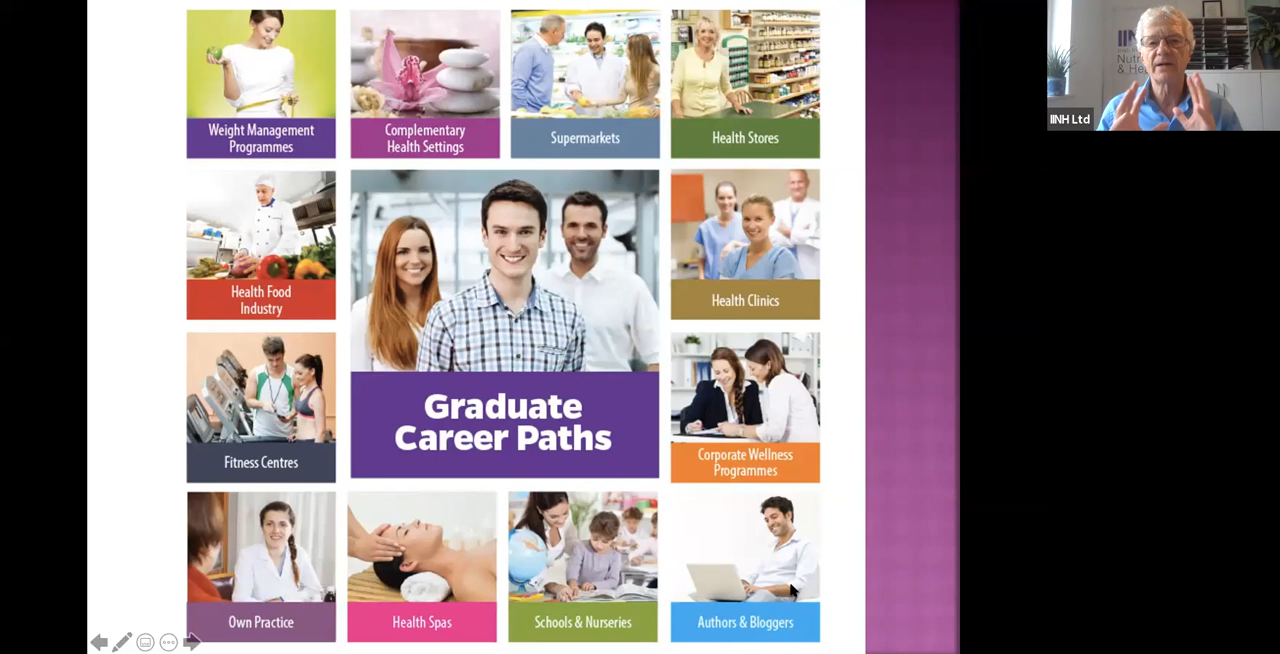 Weight Management
Programmes
Complementary
Health Settings
Supermarkets
Health Stores
Health Food
Industry
Graduate
Career Paths
Health Clinics
Fitness Centres
Corporate Wellness
Programmes
Own Practice
Health Spas
Schools & Nurseries
Authors & Bloggers
IINH Ltd